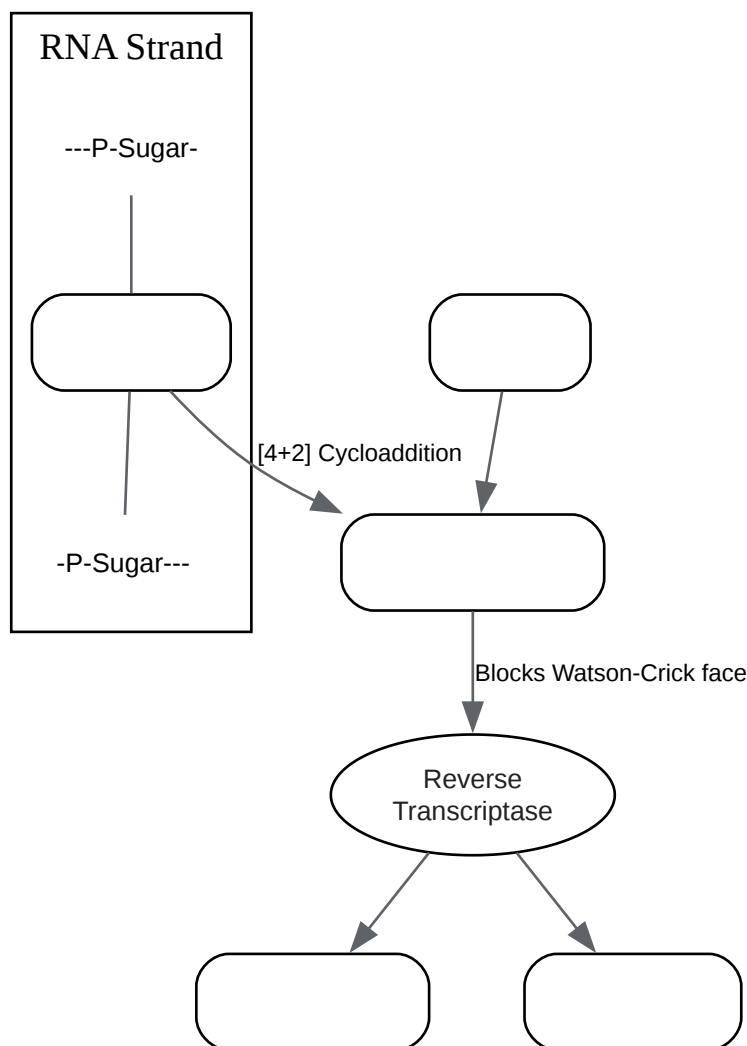 RNA Strand
---P-Sugar-
[4+2] Cycloaddition
-P-Sugar---
Blocks Watson-Crick face
Reverse
Transcriptase